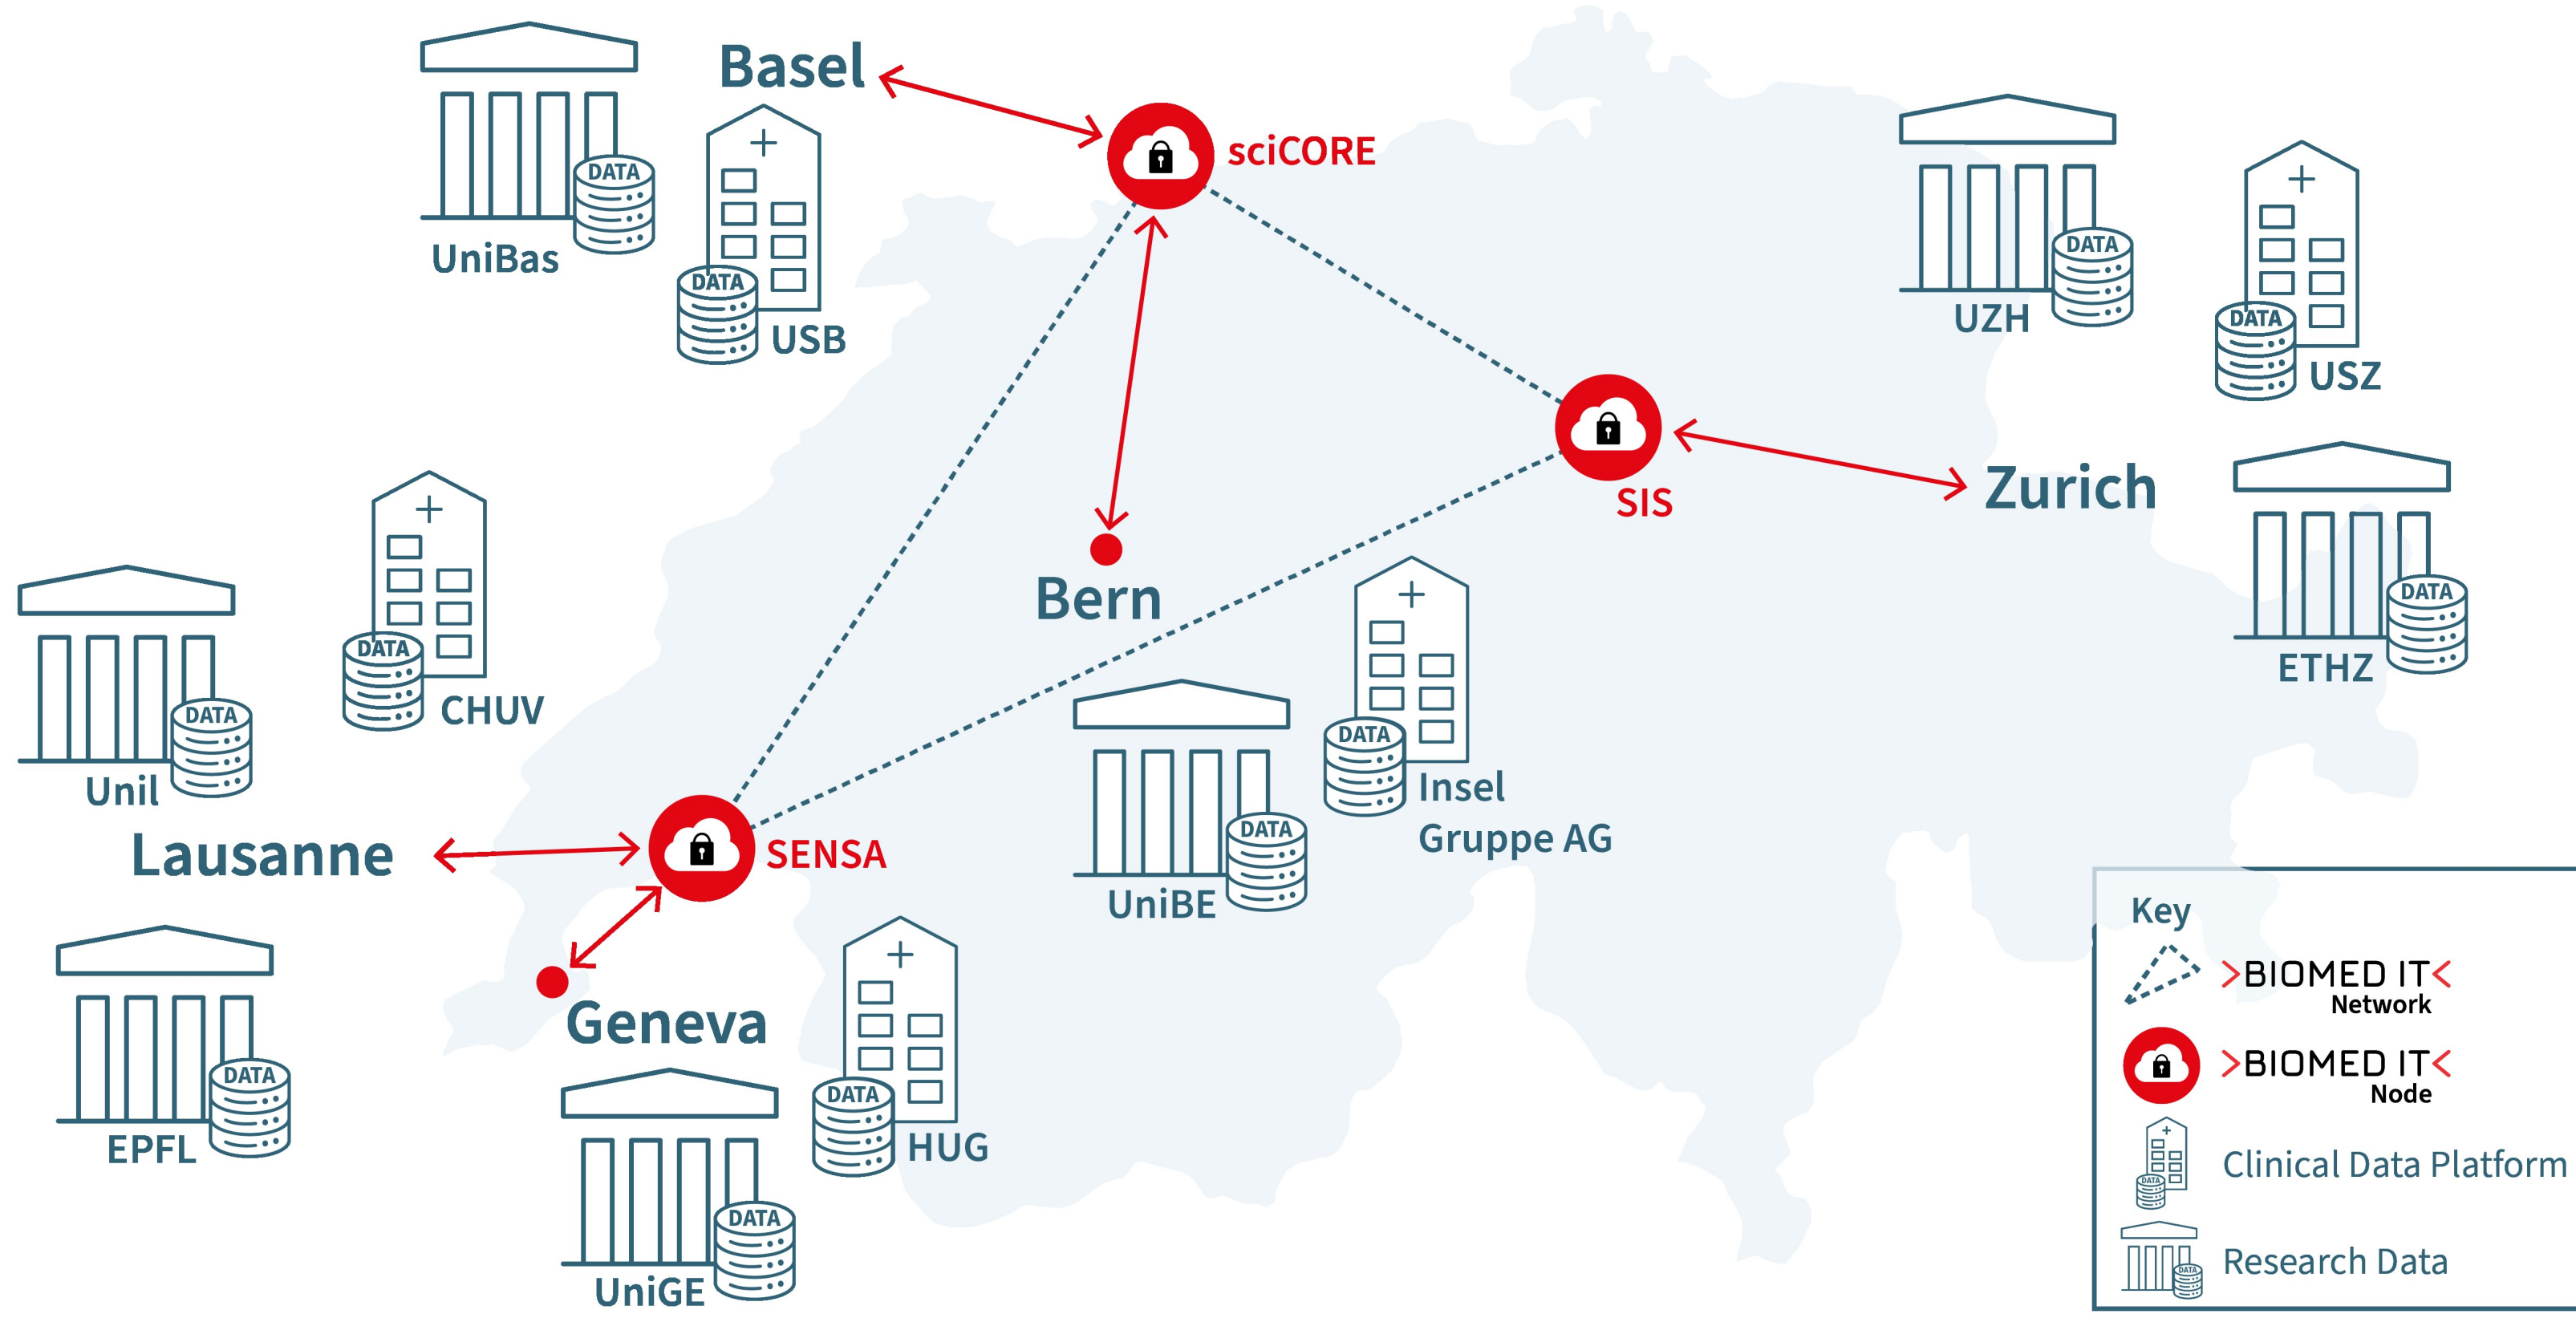 Basel
sciCORE
DATA
UniBas
DATA
USB
DATA
UZH
DATA
USZ
SIS
Zurich
DATA
ETHZ
Bern
DATA
CHUV
DATA
Unil
Lausanne
SENSA
DATA
Insel
Gruppe AG
DATA
UniBE
DATA
EPFL
Geneva
DATA
HUG
DATA
UniGE
Key
>BIOMED IT<
Network
>BIOMED IT<
Node
DATA
Clinical Data Platform
DATA
Research Data